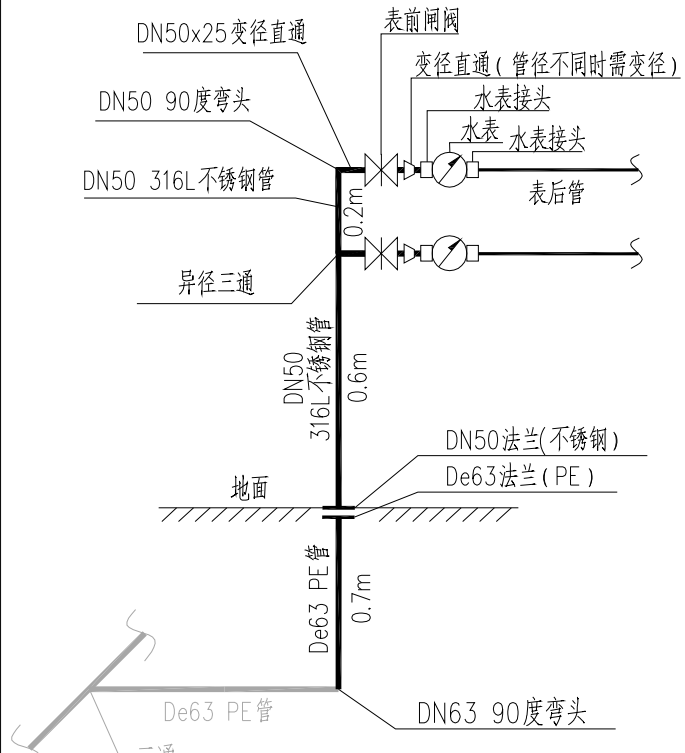 表前闸阀
DN50x25变径直通
变径直通(管径不同时需变径)
水表接头
DN50 90度弯头
水表
水表接头
DN50 316L不锈钢管
0.2m
表后管
异径三通
DN50
316L不锈钢管
0.6m
DN50法兰(不锈钢)
De63法兰(PE)
地面
De63 PE管
0.7m
De63 PE管
DN63 90度弯头